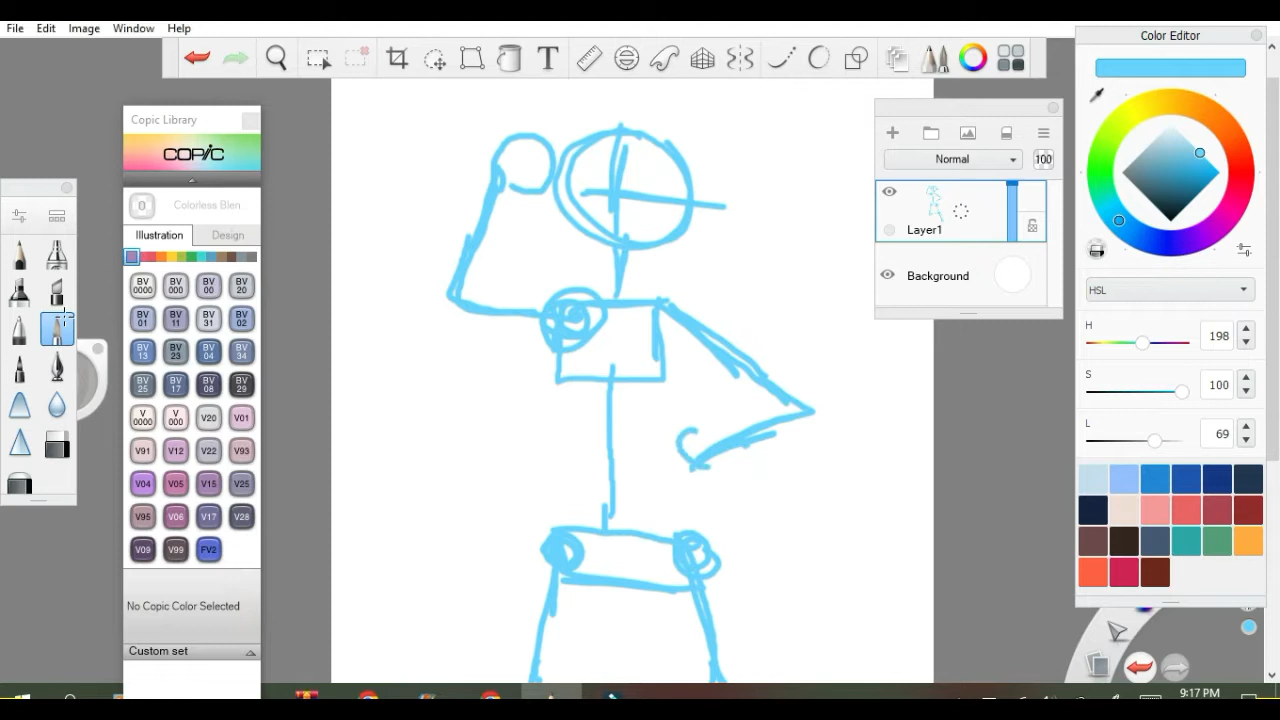 File Edit Image Window Help
T
Color Editor
Copic Library
COPIC
0 Colorless Blen
Illustration Design
BV 0000 BV 000 BV 00 BV 20
BV 01 BV 11 BV 31 BV 02
BV 13 BV 23 BV 04 BV 34
BV 25 BV 17 BV 08 BV 29
V 0000 V 000 V20 V01
V91 V12 V22 V93
V04 V05 V15 V25
V95 V06 V17 V28
V09 V99 FV2
No Copic Color Selected
Custom set
Normal 100
Layer1
Background
HSL
H 198
S 100
L 69
9:17 PM